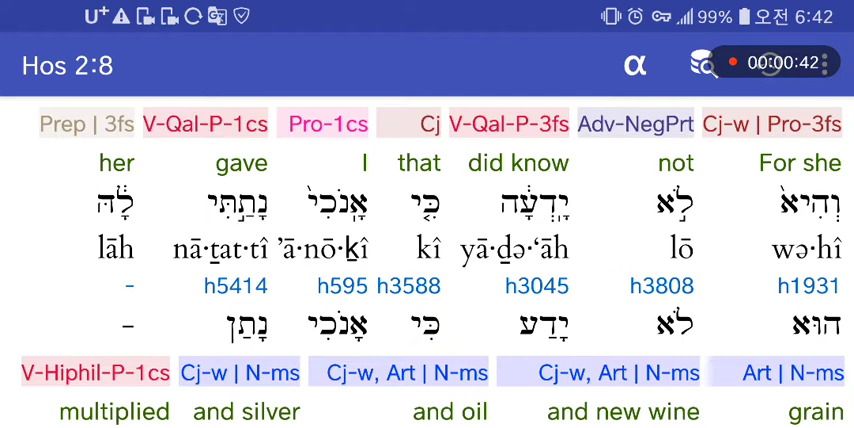 U+ 99% 오전 6:42
Hos 2:8 α 00:00:42
Prep | 3fs V-Qal-P-1cs Pro-1cs Cj V-Qal-P-3fs Adv-NegPrt Cj-w | Pro-3fs
her gave I that did know not For she
וְהִיא֙ לֹ֣א יָֽדְעָ֔ה כִּ֤י אָֽנֹכִי֙ נָתַ֣תִּי לָ֔הּ
lāh nā·ṯat·tî ’ā·nō·ḵî kî yā·ḏə·‘āh lō wə·hî
- h5414 h595 h3588 h3045 h3808 h1931
הוּא לֹא יָדַע כִּי אָנֹכִי נָתַן –
V-Hiphil-P-1cs Cj-w | N-ms Cj-w, Art | N-ms Cj-w, Art | N-ms Art | N-ms
multiplied and silver and oil and new wine grain